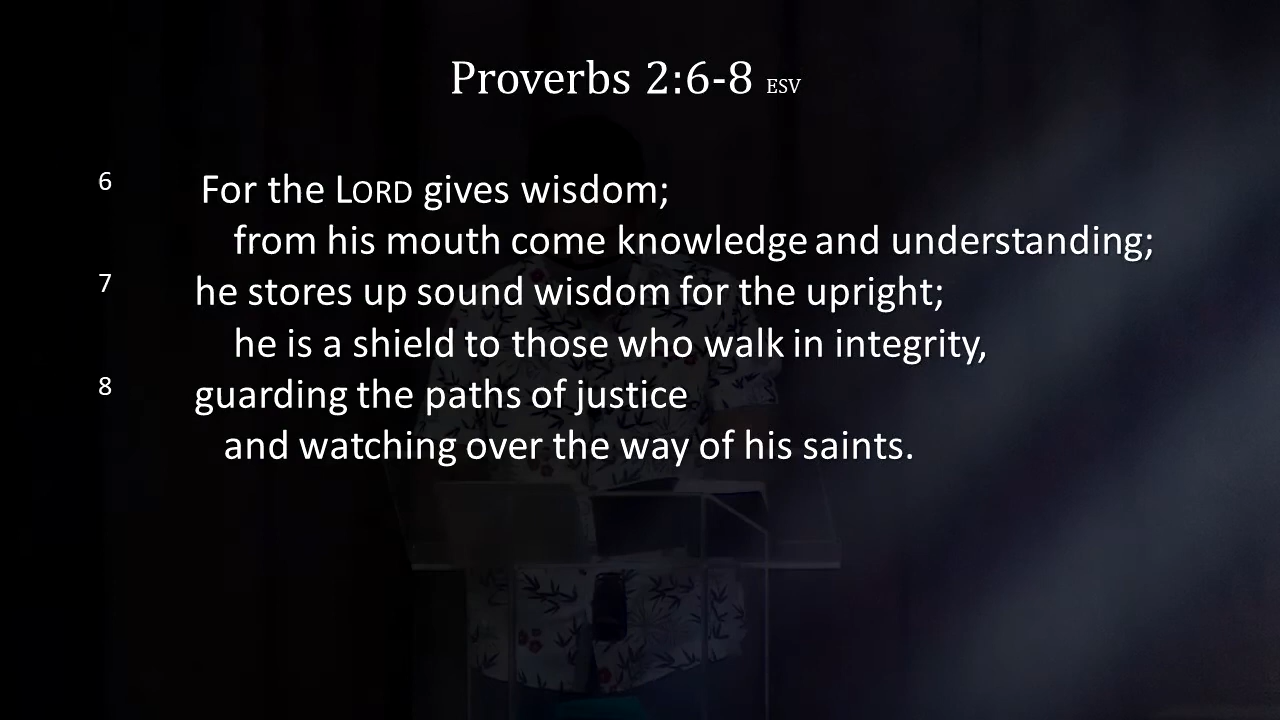 Proverbs 2:6-8 ESV
6 For the LORD gives wisdom;
from his mouth come knowledge and understanding;
7 he stores up sound wisdom for the upright;
he is a shield to those who walk in integrity,
8 guarding the paths of justice
and watching over the way of his saints.